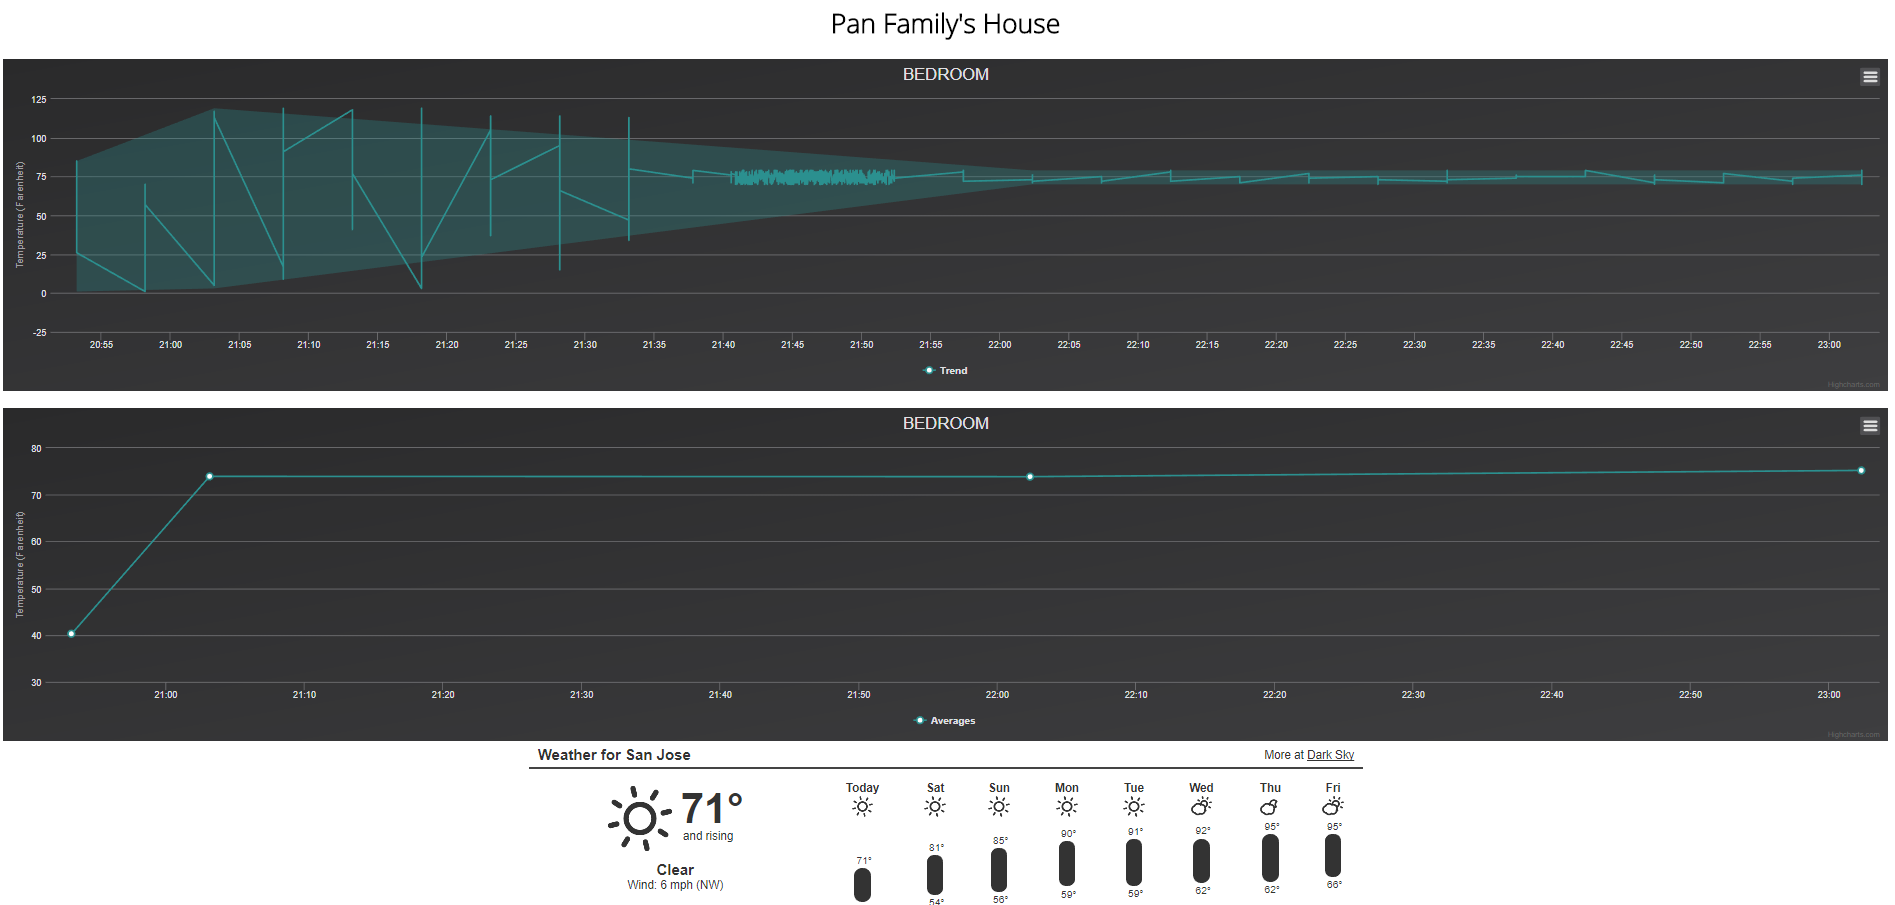 Pan Family's House
BEDROOM
Temperature (Farenheit)
125
100
75
50
25
0
-25
20:55 21:00 21:05 21:10 21:15 21:20 21:25 21:30 21:35 21:40 21:45 21:50 21:55 22:00 22:05 22:10 22:15 22:20 22:25 22:30 22:35 22:40 22:45 22:50 22:55 23:00
Trend
Highcharts.com
BEDROOM
Temperature (Farenheit)
80
70
60
50
40
30
21:00 21:10 21:20 21:30 21:40 21:50 22:00 22:10 22:20 22:30 22:40 22:50 23:00
Averages
Highcharts.com
Weather for San Jose More at Dark Sky
71°
and rising
Clear
Wind: 6 mph (NW)
Today Sat Sun Mon Tue Wed Thu Fri
71° 81° 85° 90° 91° 92° 95° 95°
54° 56° 59° 59° 62° 62° 66°